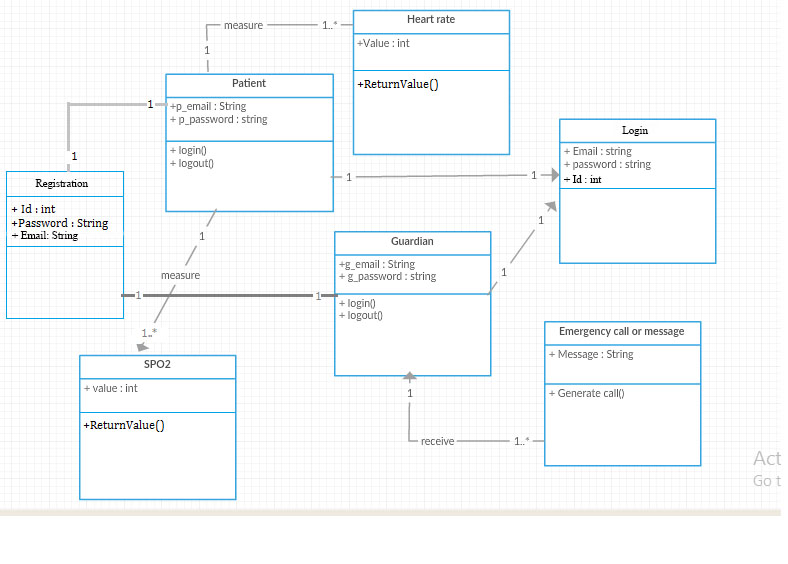 Heart rate
+Value : int
+ReturnValue()
measure
1..*
1
Patient
+p_email : String
+ p_password : string
+ login()
+ logout()
1
1
Registration
+ Id : int
+Password : String
+ Email: String
1
1
Login
+ Email : string
+ password : string
+ Id : int
1
1
Guardian
+g_email : String
+ g_password : string
+ login()
+ logout()
1
measure
1..*
1
1
SPO2
+ value : int
+ReturnValue()
Emergency call or message
+ Message : String
+ Generate call()
1
receive
1..*
Act
Go t